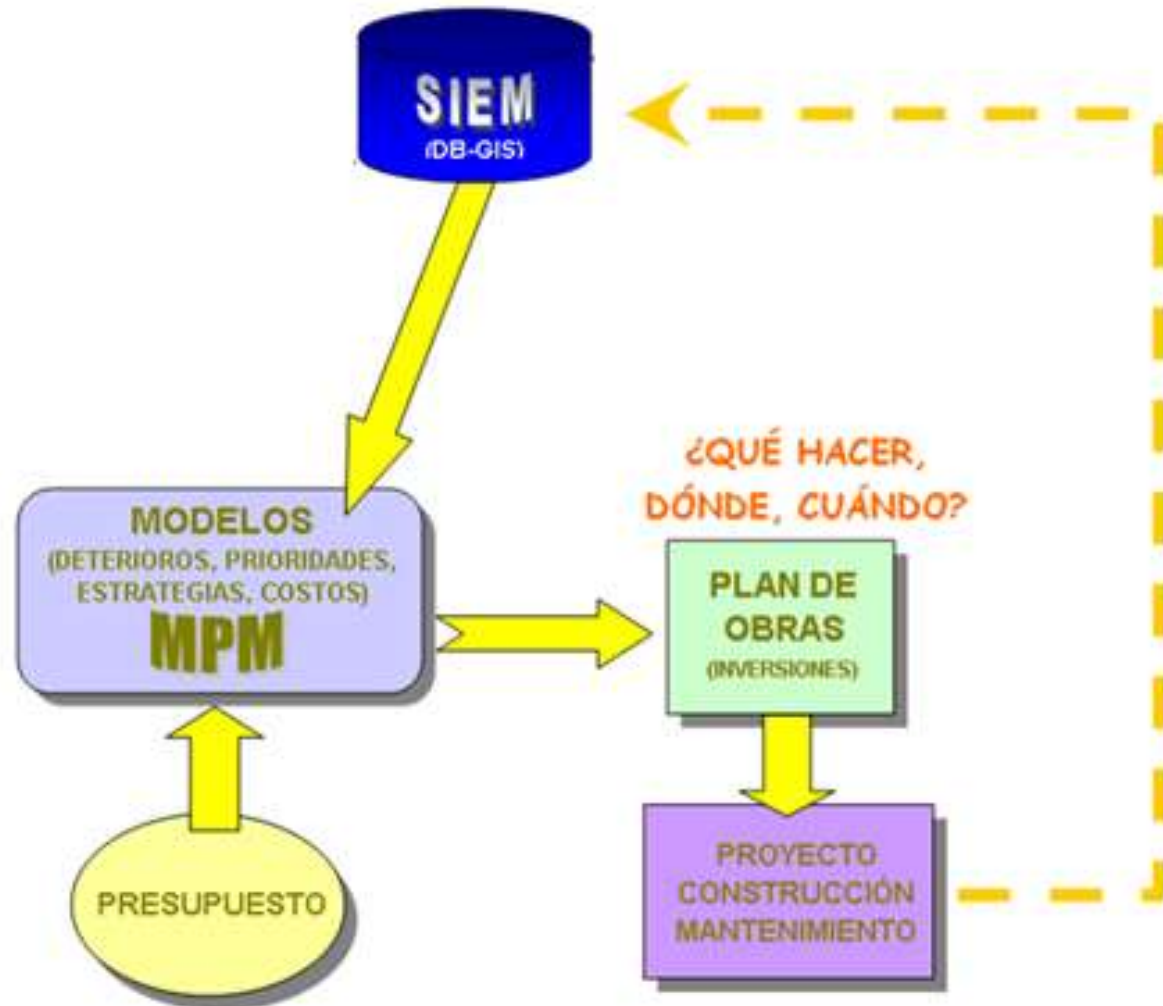 SIEM
(DB-GIS)
¿QUÉ HACER,
DÓNDE, CUÁNDO?
MODELOS
(DETERIOROS, PRIORIDADES,
ESTRATEGIAS, COSTOS)
MPM
PLAN DE
OBRAS
(INVERSIONES)
PRESUPUESTO
PROYECTO
CONSTRUCCIÓN
MANTENIMIENTO